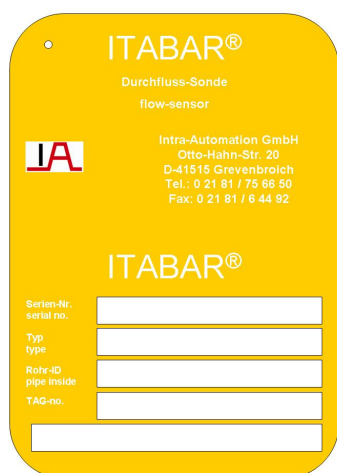 ITABAR®
Durchfluss-Sonde
flow-sensor
IA
Intra-Automation GmbH
Otto-Hahn-Str. 20
D-41515 Grevenbroich
Tel.: 0 21 81 / 75 66 50
Fax: 0 21 81 / 6 44 92
ITABAR®
Serien-Nr.
serial no.
Typ
type
Rohr-ID
pipe inside
TAG-no.